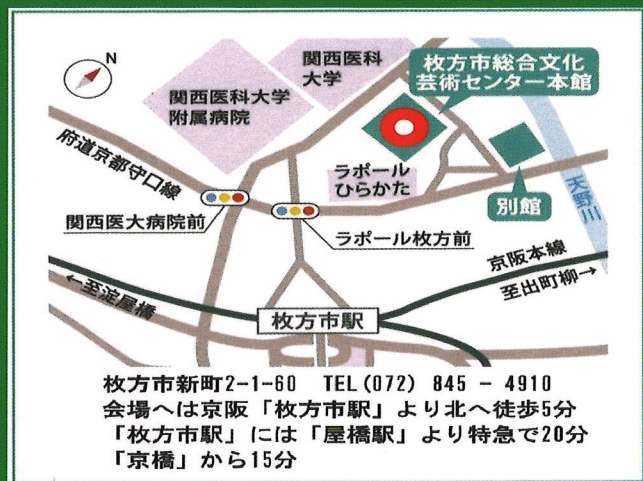 N
関西医科
大学
枚方市総合文化
芸術センター本館
関西医科大学
附属病院
府道京都守口線
ラポール
ひらかた
別館
天野川
関西医大病院前
ラポール枚方前
京阪本線
←至淀屋橋
至出町柳→
枚方市駅
枚方市新町2-1-60 TEL(072) 845 - 4910
会場へは京阪「枚方市駅」より北へ徒歩5分
「枚方市駅」には「屋橋駅」より特急で20分
「京橋」から15分